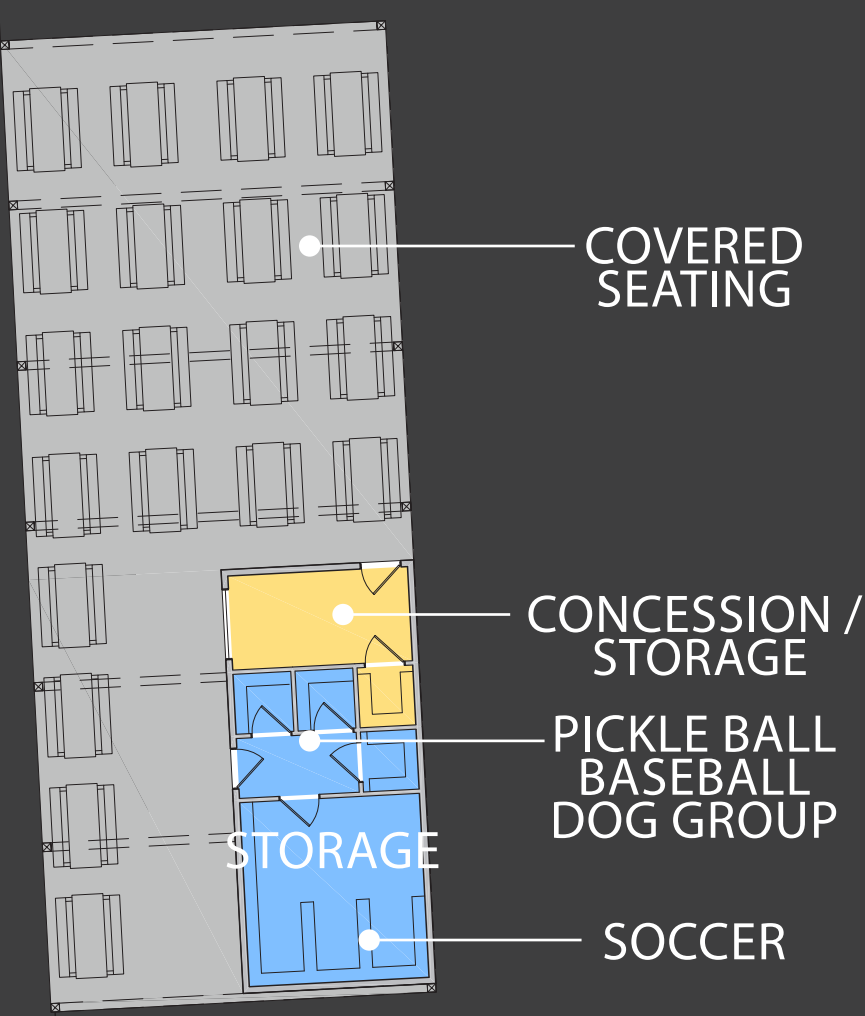 COVERED
SEATING
CONCESSION /
STORAGE
PICKLE BALL
BASEBALL
DOG GROUP
STORAGE
SOCCER